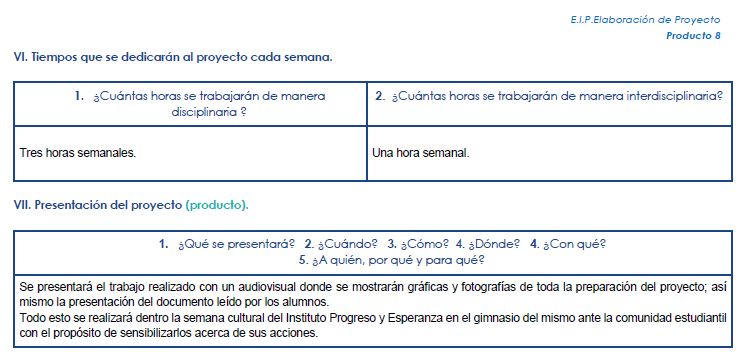 E.I.P.Elaboración de Proyecto
Producto 8
VI. Tiempos que se dedicarán al proyecto cada semana.
1. ¿Cuántas horas se trabajarán de manera
disciplinaria ?
2. ¿Cuántas horas se trabajarán de manera interdisciplinaria?
Tres horas semanales.
Una hora semanal.
VII. Presentación del proyecto (producto).
1. ¿Qué se presentará? 2. ¿Cuándo? 3. ¿Cómo? 4. ¿Dónde? 4. ¿Con qué?
5. ¿A quién, por qué y para qué?
Se presentará el trabajo realizado con un audiovisual donde se mostrarán gráficas y fotografías de toda la preparación del proyecto; así
mismo la presentación del documento leído por los alumnos.
Todo esto se realizará dentro la semana cultural del Instituto Progreso y Esperanza en el gimnasio del mismo ante la comunidad estudiantil
con el propósito de sensibilizarlos acerca de sus acciones.